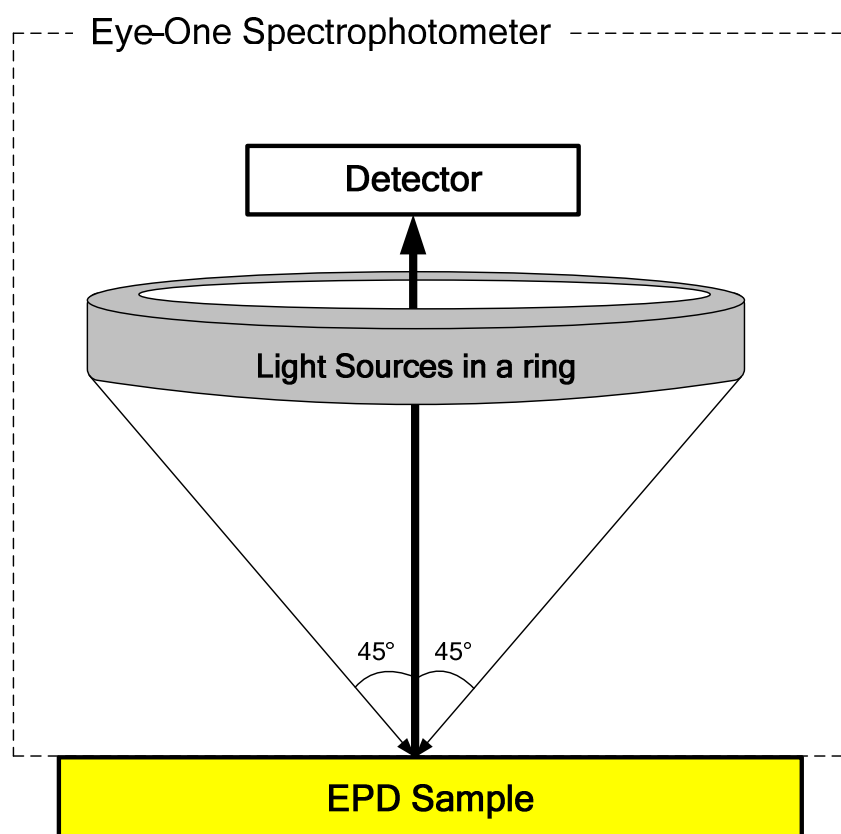 Eye-One Spectrophotometer
Detector
Light Sources in a ring
45° 45°
EPD Sample